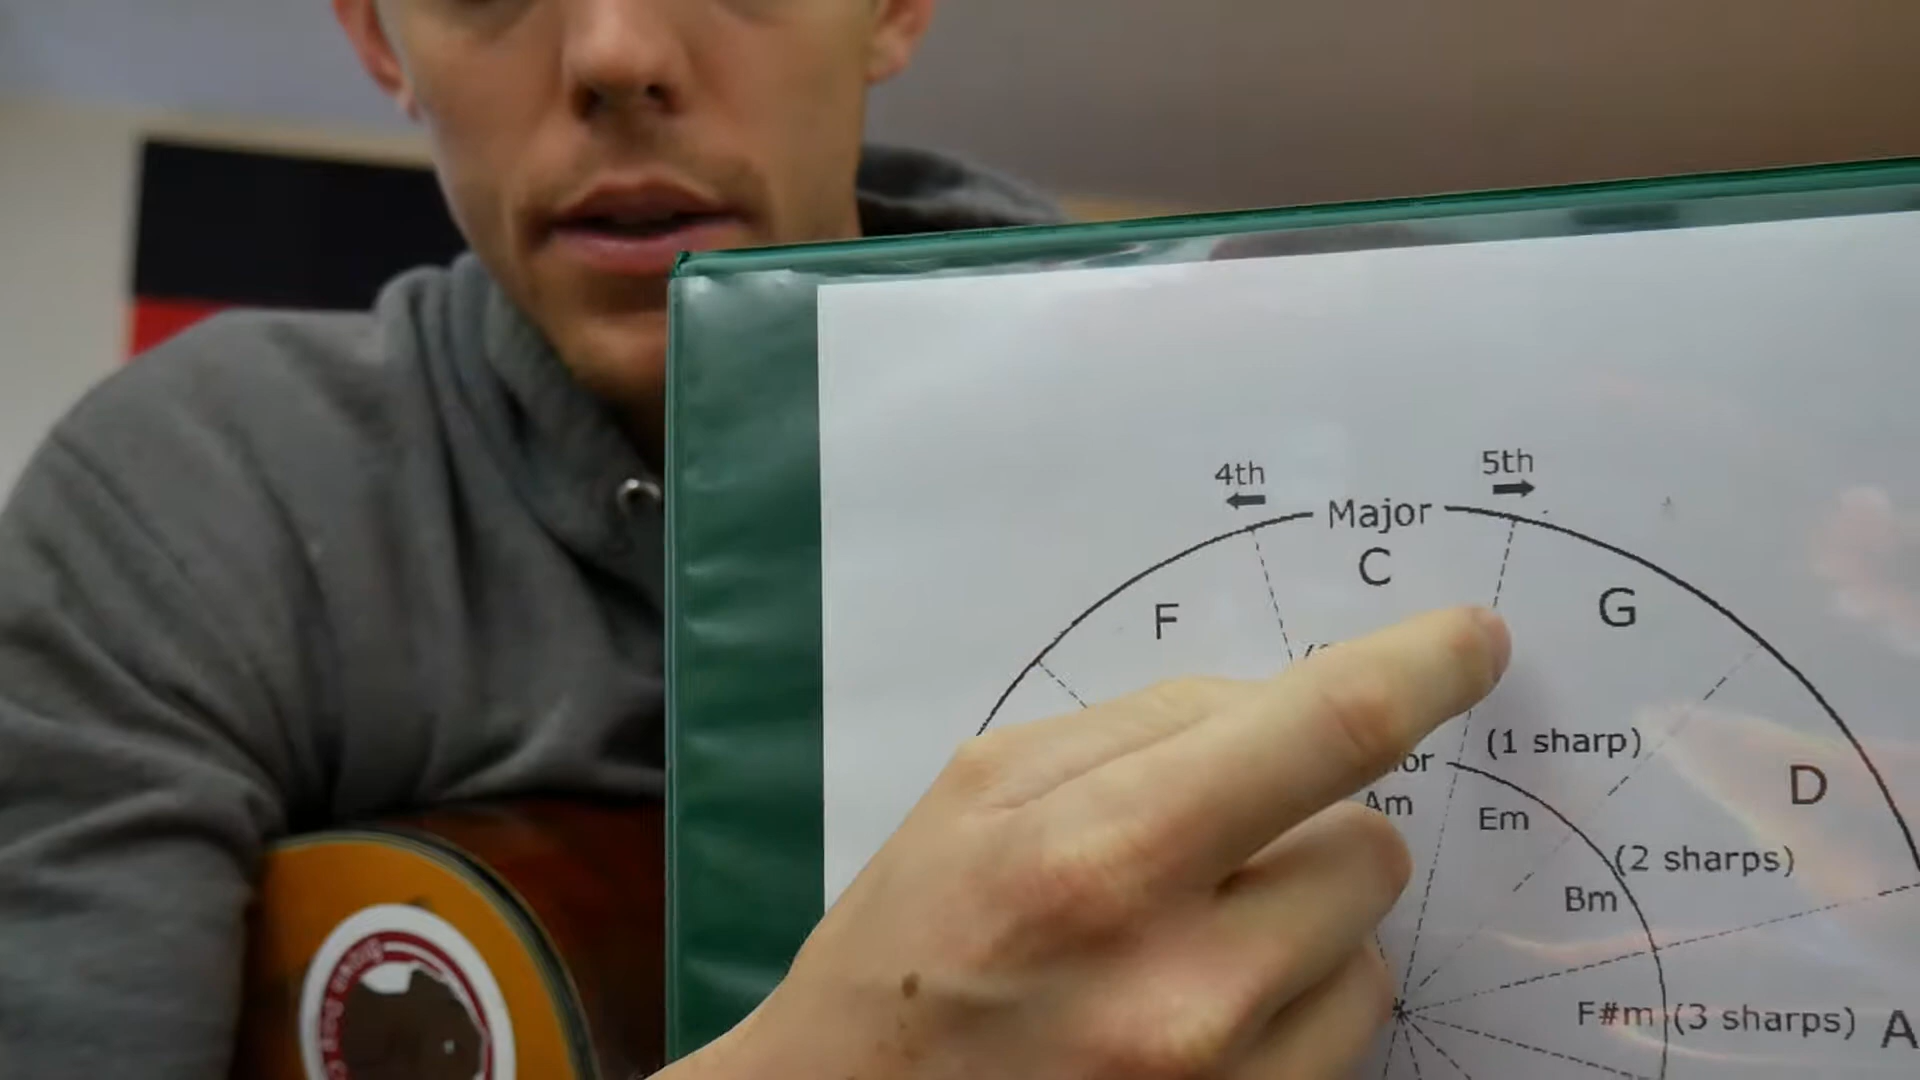 4th
5th
Major
C
F
G
(1 sharp)
Am
Em
D
(2 sharps)
Bm
F#m
(3 sharps)
A